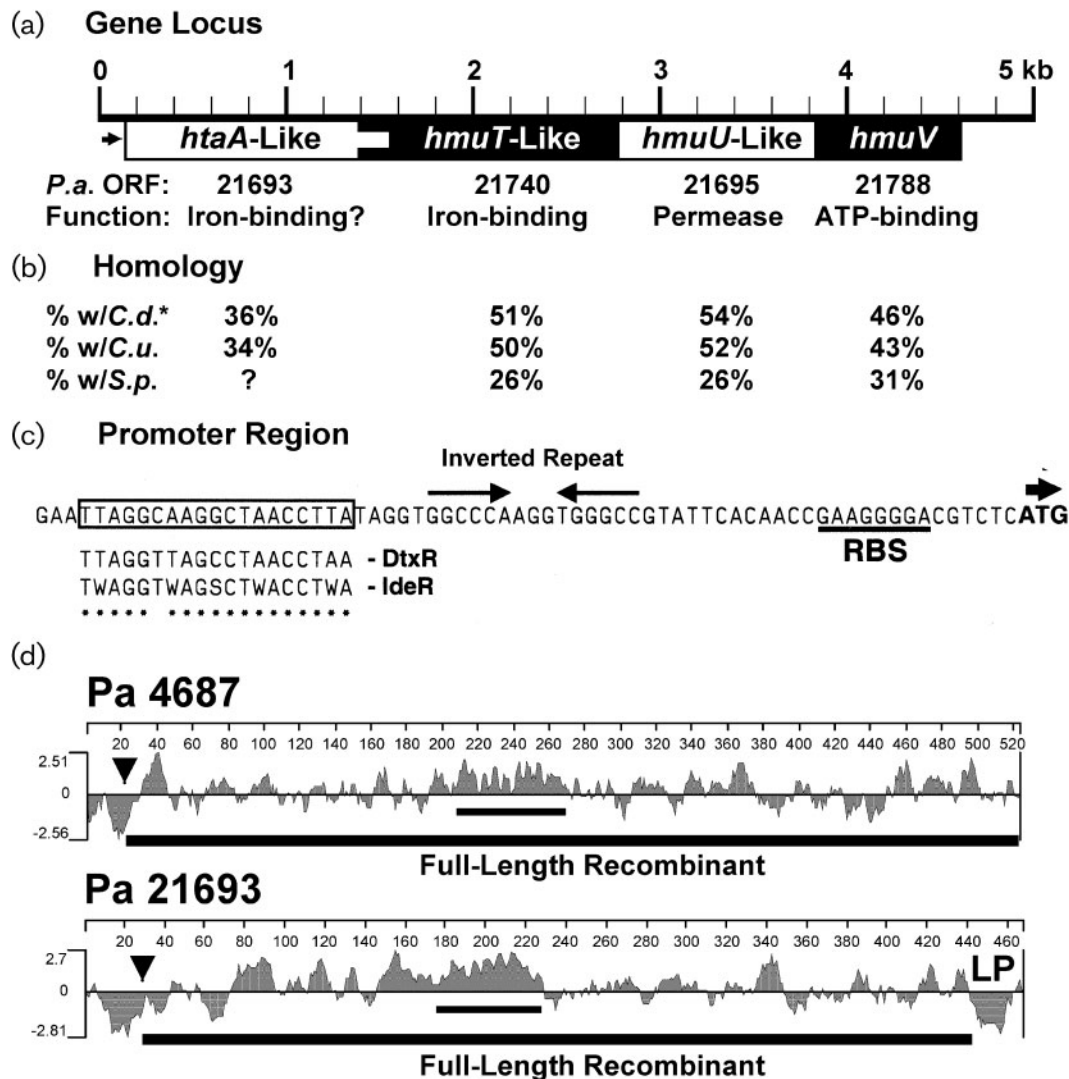 (a) Gene Locus
0 1 2 3 4 5 kb
htaA-Like hmuT-Like hmuU-Like hmuV
P.a. ORF: 21693 21740 21695 21788
Function: Iron-binding? Iron-binding Permease ATP-binding
(b) Homology
% w/C.d.* 36% 51% 54% 46%
% w/C.u. 34% 50% 52% 43%
% w/S.p. ? 26% 26% 31%
(c) Promoter Region
Inverted Repeat
GAATTAGGCAAGGCTAACCTTATAGGTGGCCCAAGGTGGGCCGTATTCACAACCGAAGGGGACGTCTCATG
RBS
TTAGGTTAGCCTAACCTAA - DtxR
TWAGGTWAGSCTWACCTWA - IdeR
***** *************
(d)
Pa 4687
20 40 60 80 100 120 140 160 180 200 220 240 260 280 300 320 340 360 380 400 420 440 460 480 500 520
2.51
0
-2.56
Full-Length Recombinant
Pa 21693
20 40 60 80 100 120 140 160 180 200 220 240 260 280 300 320 340 360 380 400 420 440 460
2.7
LP
0
-2.81
Full-Length Recombinant